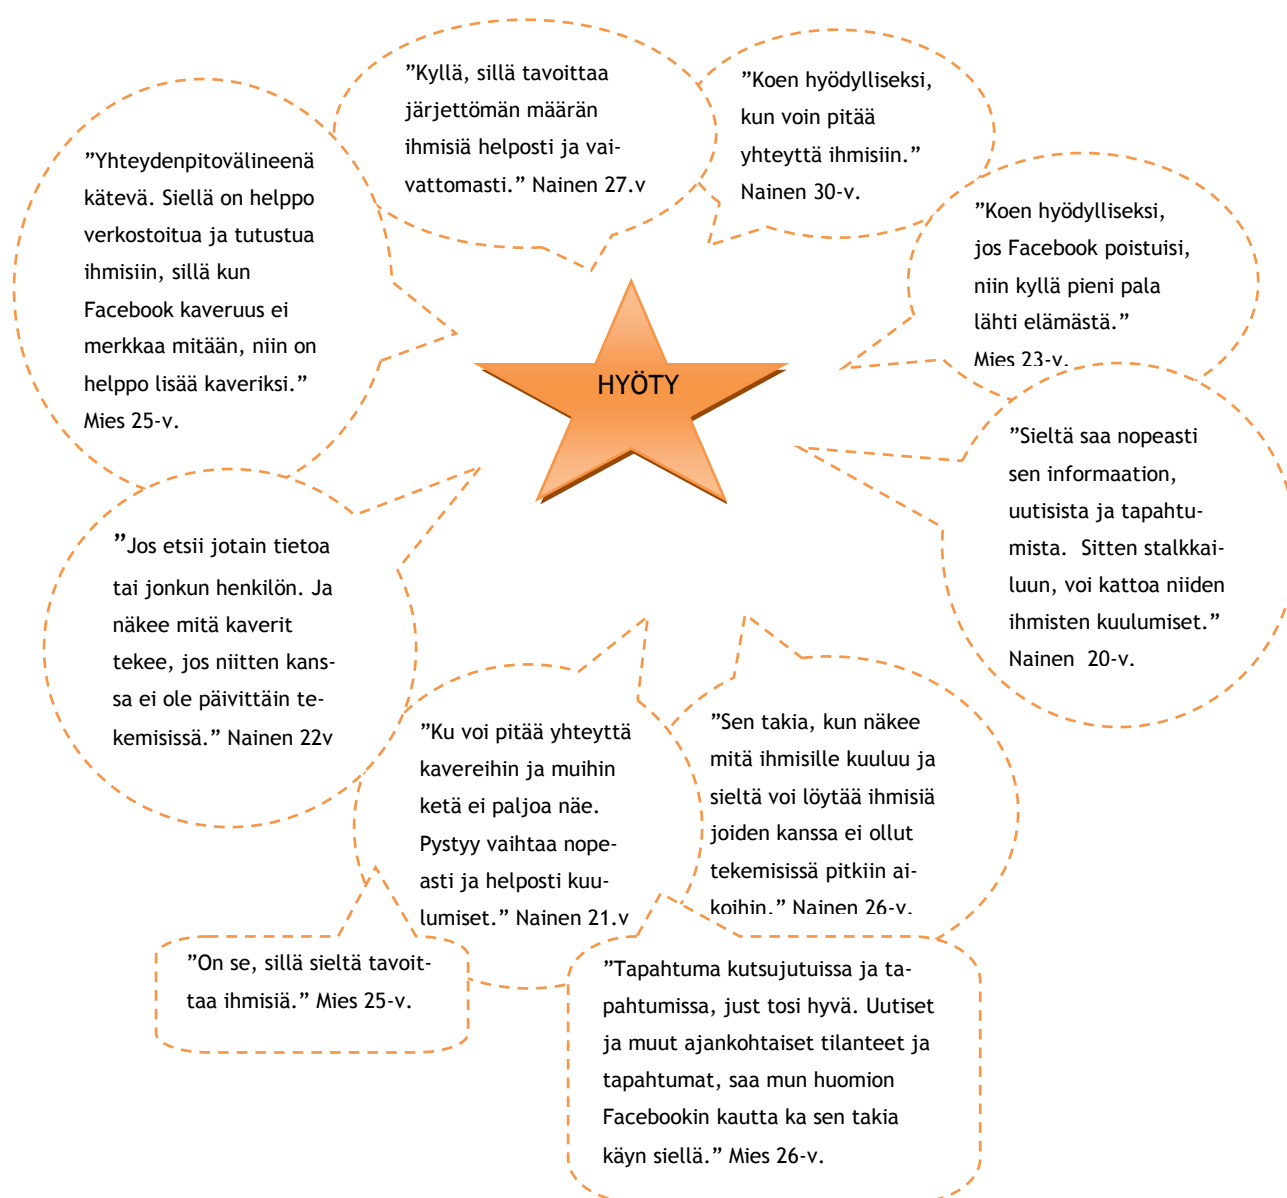 ”Kyllä, sillä tavoittaa
järjettömän määrän
ihmisiä helposti ja vai-
vattomasti.” Nainen 27.v
”Koen hyödylliseksi,
kun voin pitää
yhteyttä ihmisiin.”
Nainen 30-v.
”Yhteydenpitovälineenä
kätevä. Siellä on helppo
verkostoitua ja tutustua
ihmisiin, sillä kun
Facebook kaveruus ei
merkkaa mitään, niin on
helppo lisää kaveriksi.”
Mies 25-v.
”Koen hyödylliseksi,
jos Facebook poistuisi,
niin kyllä pieni pala
lähti elämästä.”
Mies 23-v.
HYÖTY
”Sieltä saa nopeasti
sen informaation,
uutisista ja tapahtu-
mista.  Sitten stalkkai-
luun, voi kattoa niiden
ihmisten kuulumiset.”
Nainen  20-v.
”Jos etsii jotain tietoa
tai jonkun henkilön. Ja
näkee mitä kaverit
tekee, jos niitten kans-
sa ei ole päivittäin te-
kemisissä.” Nainen 22v
”Ku voi pitää yhteyttä
kavereihin ja muihin
ketä ei paljoa näe.
Pystyy vaihtaa nope-
asti ja helposti kuu-
lumiset.” Nainen 21.v
”Sen takia, kun näkee
mitä ihmisille kuuluu ja
sieltä voi löytää ihmisiä
joiden kanssa ei ollut
tekemisissä pitkiin ai-
koihin.” Nainen 26-v.
”On se, sillä sieltä tavoit-
taa ihmisiä.” Mies 25-v.
”Tapahtuma kutsujutuissa ja ta-
pahtumissa, just tosi hyvä. Uutiset
ja muut ajankohtaiset tilanteet ja
tapahtumat, saa mun huomion
Facebookin kautta ka sen takia
käyn siellä.” Mies 26-v.